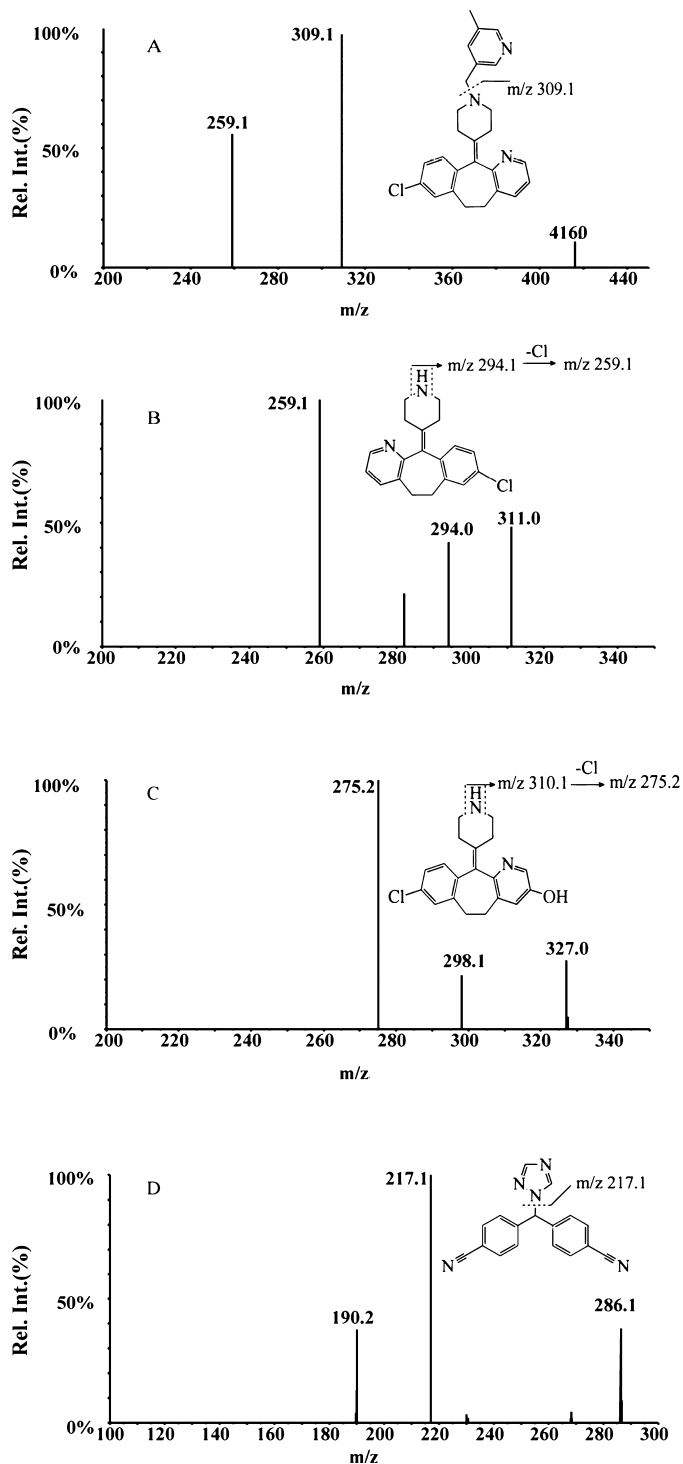 100%
A
309.1
N
m/z 309.1
N
259.1
50%
Rel. Int.(%)
N
Cl
4160
0%
200 240 280 320 360 400 440
m/z
-Cl
m/z 294.1 m/z 259.1
H
N
100%
259.1
B
N
Cl
50%
Rel. Int.(%)
294.0
311.0
0%
200 220 240 260 280 300 320 340
m/z
-Cl
m/z 310.1 m/z 275.2
H
N
100%
275.2
C
N
Cl
OH
50%
Rel. Int.(%)
298.1
327.0
0%
200 220 240 260 280 300 320 340
m/z
100%
D
217.1
N
N
N
m/z 217.1
N
N
50%
Rel. Int.(%)
190.2
286.1
0%
100 120 140 160 180 200 220 240 260 280 300
m/z